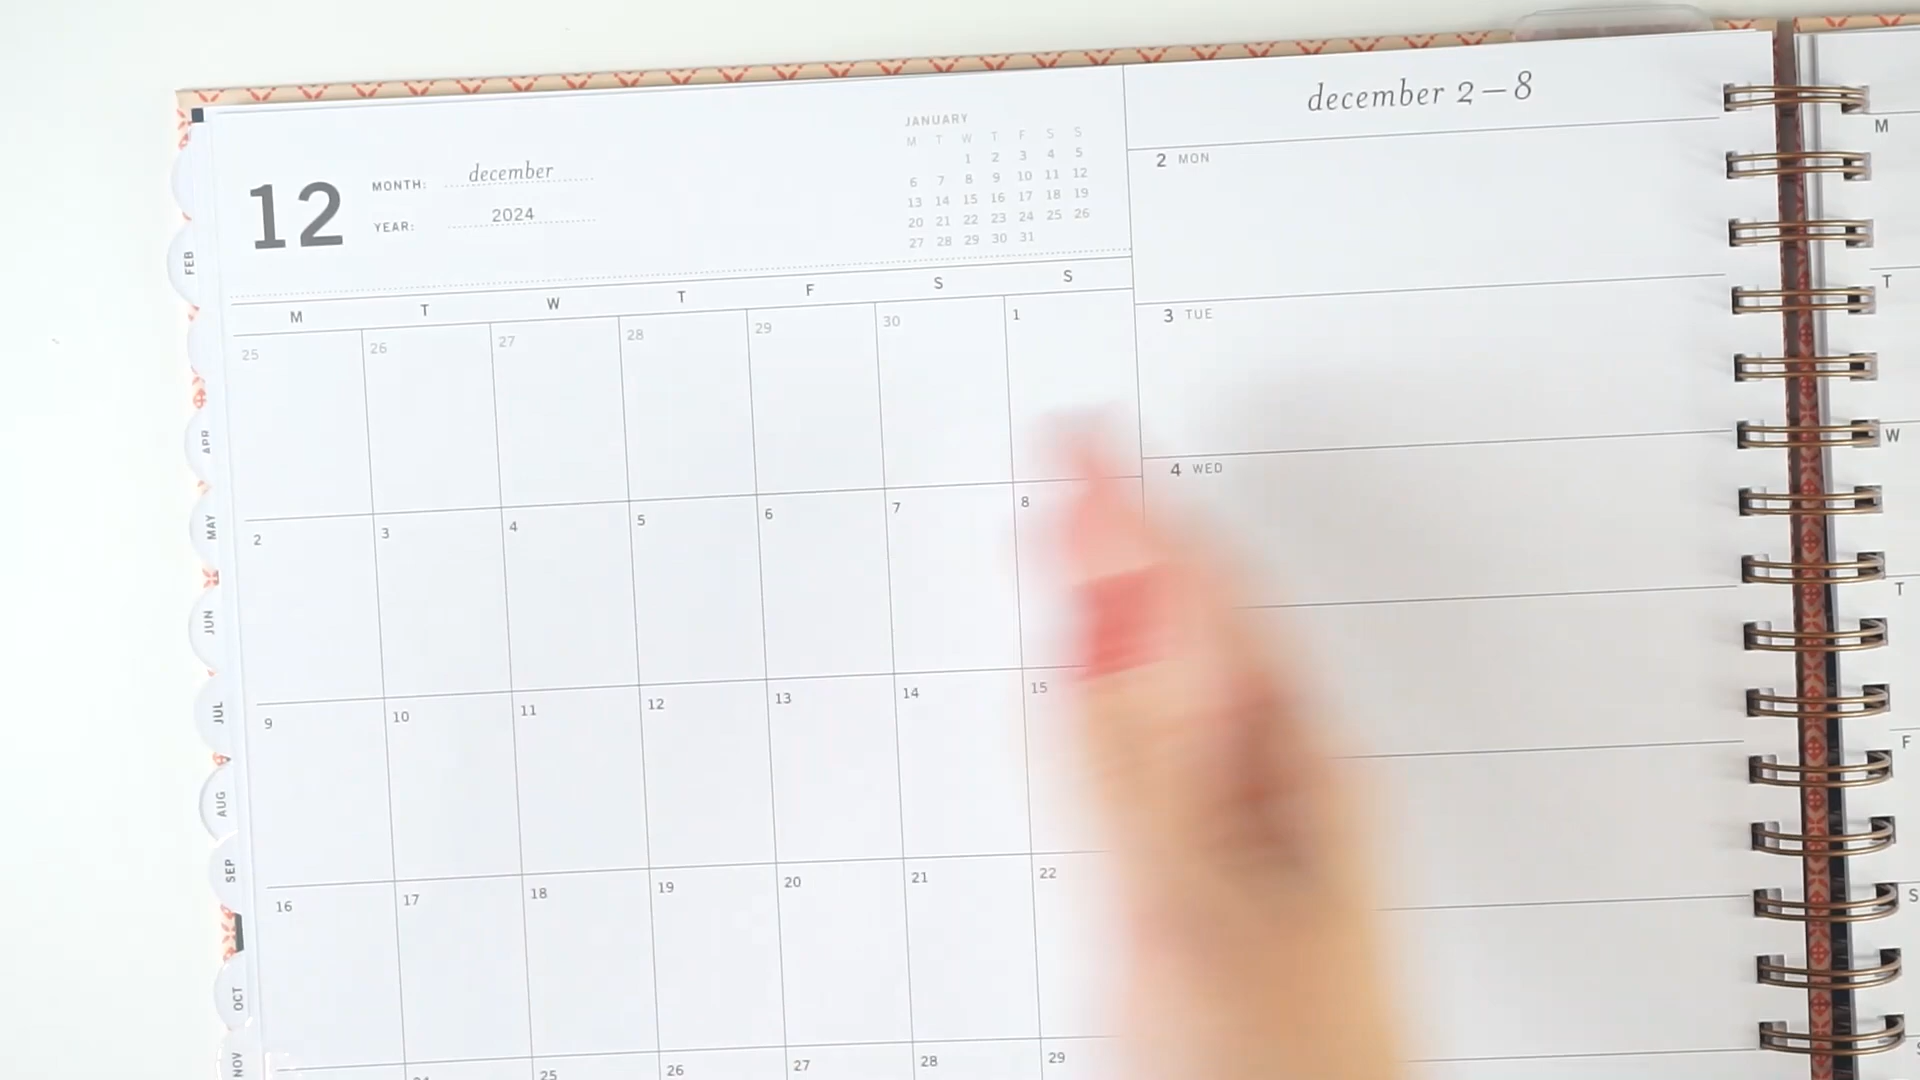 12
MONTH: december
YEAR: 2024
JANUARY
M T W T F S S
1 2 3 4 5
6 7 8 9 10 11 12
13 14 15 16 17 18 19
20 21 22 23 24 25 26
27 28 29 30 31
M T W T F S S
25 26 27 28 29 30 1
2 3 4 5 6 7 8
9 10 11 12 13 14 15
16 17 18 19 20 21 22
25 26 27 28 29
december 2–8
2 MON
3 TUE
4 WED
FEB
APR
MAY
JUN
JUL
AUG
SEP
OCT
NOV
M
T
W
T
F
S